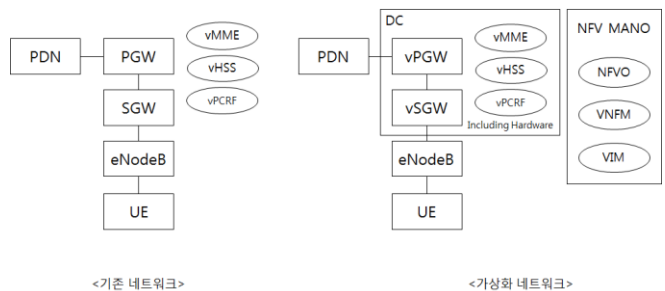 PDN
PGW
vMME
vHSS
SGW
vPCRF
eNodeB
UE
<기존 네트워크>
DC
PDN
vPGW
vMME
vHSS
vSGW
vPCRF
Including Hardware
eNodeB
UE
NFV MANO
NFVO
VNFM
VIM
<가상화 네트워크>